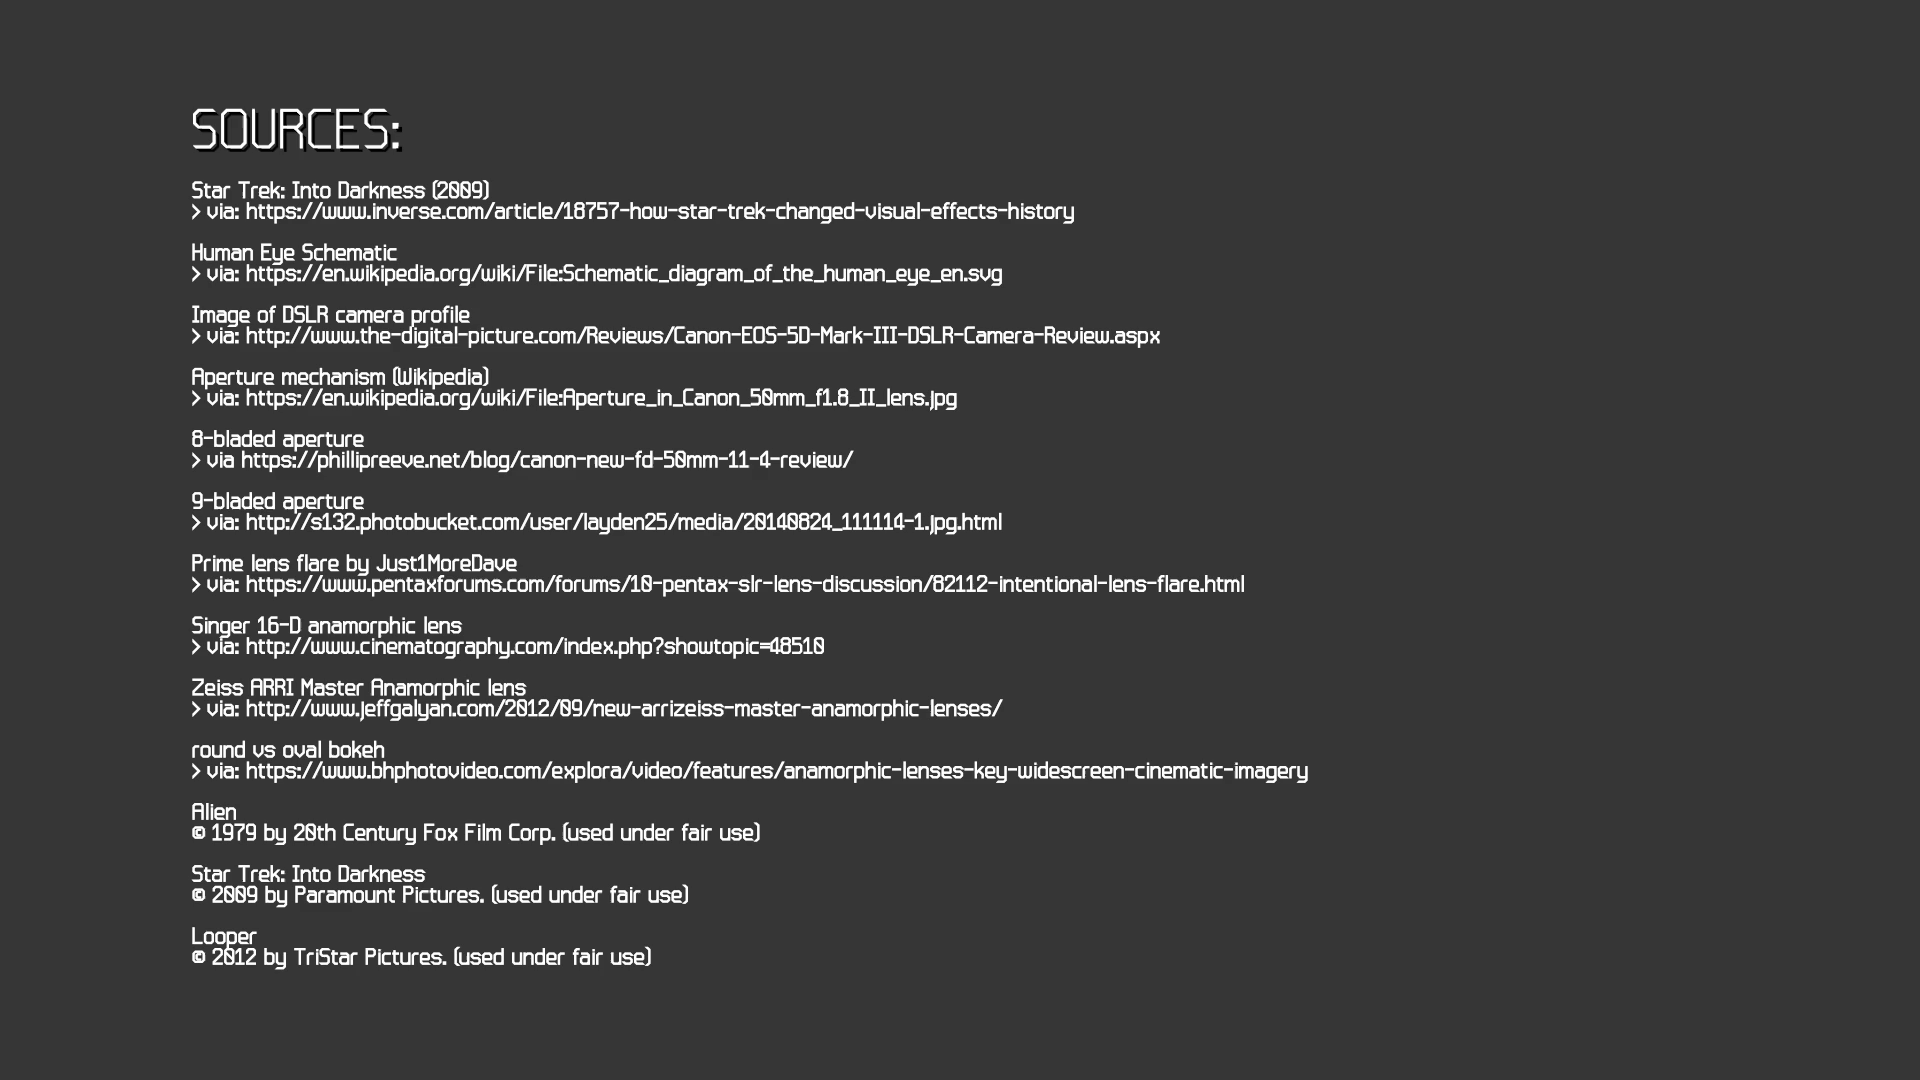 SOURCES:
Star Trek: Into Darkness (2009)
> via: https://www.inverse.com/article/18757-how-star-trek-changed-visual-effects-history
Human Eye Schematic
> via: https://en.wikipedia.org/wiki/File:Schematic_diagram_of_the_human_eye_en.svg
Image of DSLR camera profile
> via: http://www.the-digital-picture.com/Reviews/Canon-EOS-5D-Mark-III-DSLR-Camera-Review.aspx
Aperture mechanism (Wikipedia)
> via: https://en.wikipedia.org/wiki/File:Aperture_in_Canon_50mm_f1.8_II_lens.jpg
8-bladed aperture
> via https://phillipreeve.net/blog/canon-new-fd-50mm-11-4-review/
9-bladed aperture
> via: http://s132.photobucket.com/user/layden25/media/20140824_111114-1.jpg.html
Prime lens flare by Just1MoreDave
> via: https://www.pentaxforums.com/forums/10-pentax-slr-lens-discussion/82112-intentional-lens-flare.html
Singer 16-D anamorphic lens
> via: http://www.cinematography.com/index.php?showtopic=48510
Zeiss ARRI Master Anamorphic lens
> via: http://www.jeffgalyan.com/2012/09/new-arrizeiss-master-anamorphic-lenses/
round vs oval bokeh
> via: https://www.bhphotovideo.com/explora/video/features/anamorphic-lenses-key-widescreen-cinematic-imagery
Alien
© 1979 by 20th Century Fox Film Corp. (used under fair use)
Star Trek: Into Darkness
© 2009 by Paramount Pictures. (used under fair use)
Looper
© 2012 by TriStar Pictures. (used under fair use)